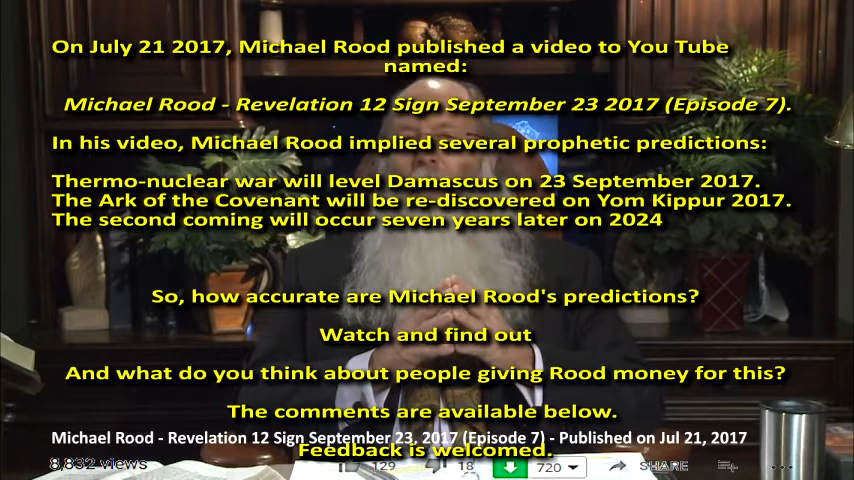 On July 21 2017, Michael Rood published a video to You Tube
named:
Michael Rood - Revelation 12 Sign September 23 2017 (Episode 7).
In his video, Michael Rood implied several prophetic predictions:
Thermo-nuclear war will level Damascus on 23 September 2017.
The Ark of the Covenant will be re-discovered on Yom Kippur 2017.
The second coming will occur seven years later on 2024
So, how accurate are Michael Rood's predictions?
Watch and find out
And what do you think about people giving Rood money for this?
The comments are available below.
Michael Rood - Revelation 12 Sign September 23, 2017 (Episode 7) - Published on Jul 21, 2017
Feedback is welcomed.
8,832 views 129 18 720 SHARE